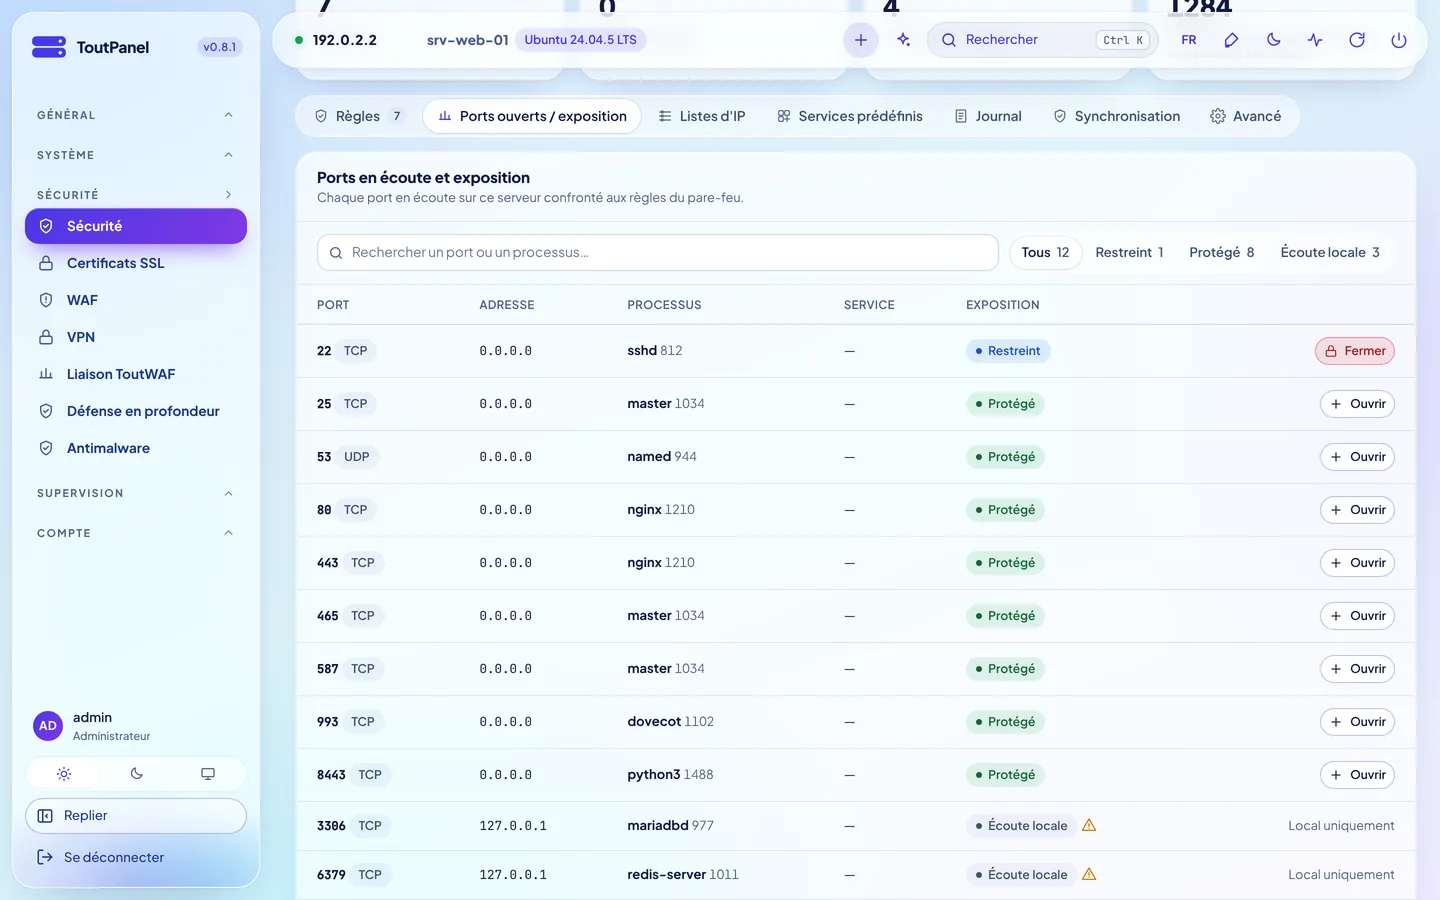 7 0 4 1284
ToutPanel v0.8.1
192.0.2.2 srv-web-01 Ubuntu 24.04.5 LTS Rechercher Ctrl K FR
GÉNÉRAL
SYSTÈME
SÉCURITÉ
Sécurité
Certificats SSL
WAF
VPN
Liaison ToutWAF
Défense en profondeur
Antimalware
SUPERVISION
COMPTE
AD admin
Administrateur
Replier
Se déconnecter
Règles 7 Ports ouverts / exposition Listes d'IP Services prédéfinis Journal Synchronisation Avancé
Ports en écoute et exposition
Chaque port en écoute sur ce serveur confronté aux règles du pare-feu.
Rechercher un port ou un processus... Tous 12 Restreint 1 Protégé 8 Écoute locale 3
PORT ADRESSE PROCESSUS SERVICE EXPOSITION
22 TCP 0.0.0.0 sshd 812 — Restreint Fermer
25 TCP 0.0.0.0 master 1034 — Protégé + Ouvrir
53 UDP 0.0.0.0 named 944 — Protégé + Ouvrir
80 TCP 0.0.0.0 nginx 1210 — Protégé + Ouvrir
443 TCP 0.0.0.0 nginx 1210 — Protégé + Ouvrir
465 TCP 0.0.0.0 master 1034 — Protégé + Ouvrir
587 TCP 0.0.0.0 master 1034 — Protégé + Ouvrir
993 TCP 0.0.0.0 dovecot 1102 — Protégé + Ouvrir
8443 TCP 0.0.0.0 python3 1488 — Protégé + Ouvrir
3306 TCP 127.0.0.1 mariadbd 977 — Écoute locale Local uniquement
6379 TCP 127.0.0.1 redis-server 1011 — Écoute locale Local uniquement